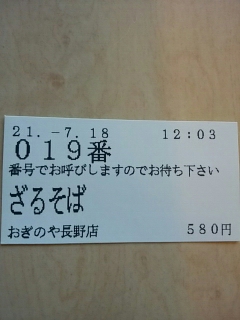 21.-7.18 12:03
019番
番号でお呼びしますのでお待ち下さい
ざるそば
おぎのや長野店 580円